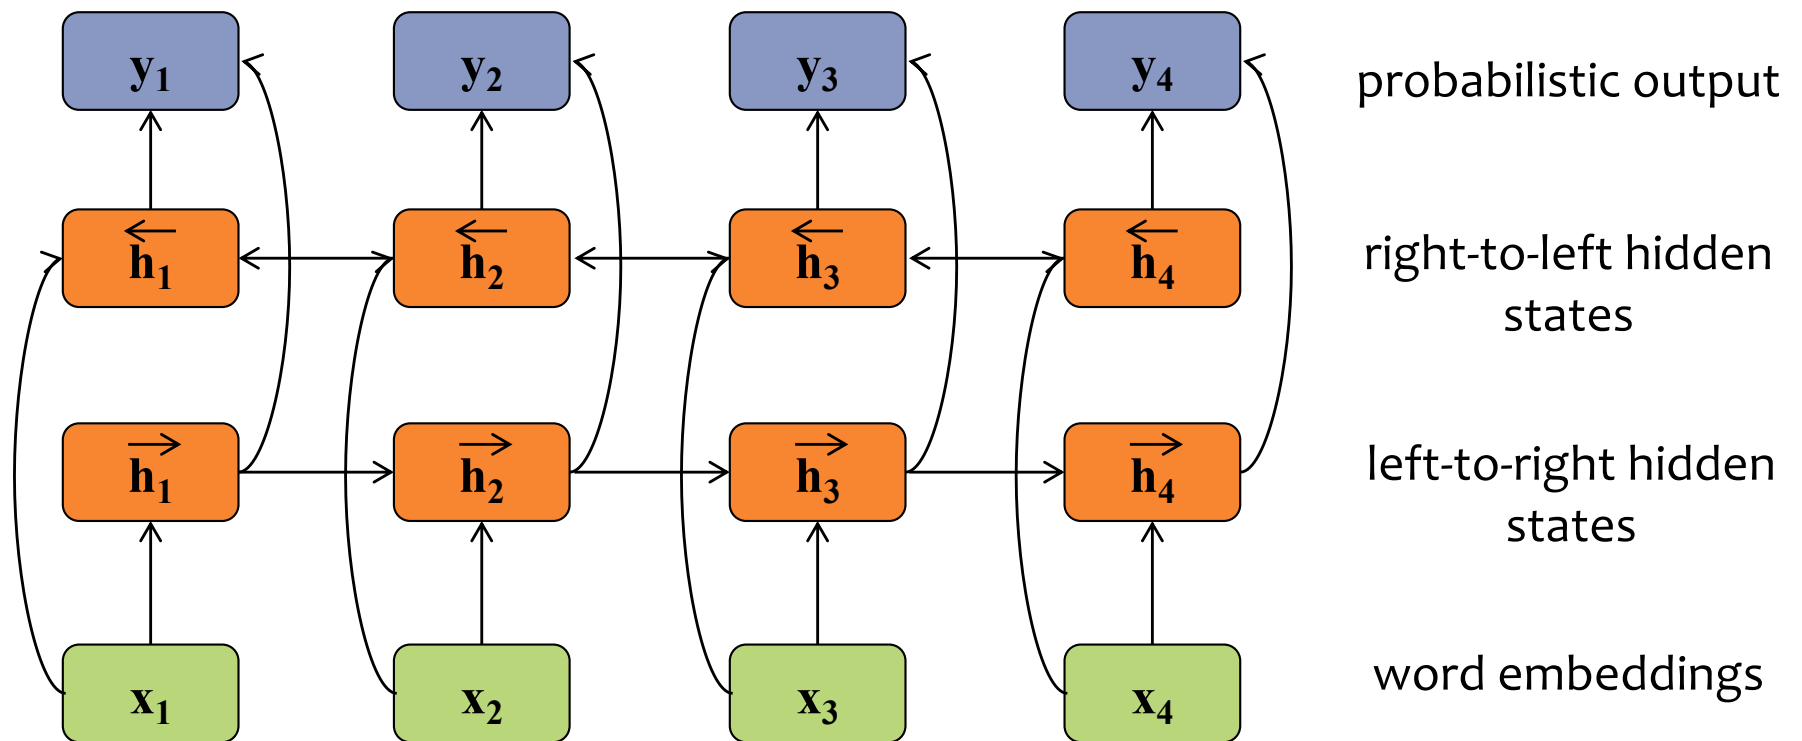 y₁ y₂ y₃ y₄ probabilistic output
←h₁ ←h₂ ←h₃ ←h₄ right-to-left hidden
states
→h₁ →h₂ →h₃ →h₄ left-to-right hidden
states
x₁ x₂ x₃ x₄ word embeddings